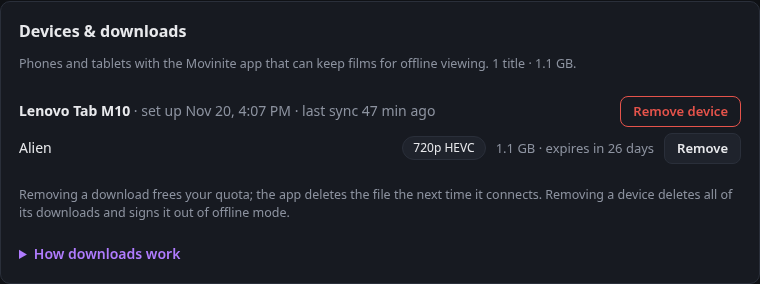 Devices & downloads
Phones and tablets with the Movinite app that can keep films for offline viewing. 1 title · 1.1 GB.
Lenovo Tab M10 · set up Nov 20, 4:07 PM · last sync 47 min ago
Remove device
Alien
720p HEVC
1.1 GB · expires in 26 days
Remove
Removing a download frees your quota; the app deletes the file the next time it connects. Removing a device deletes all of
its downloads and signs it out of offline mode.
How downloads work